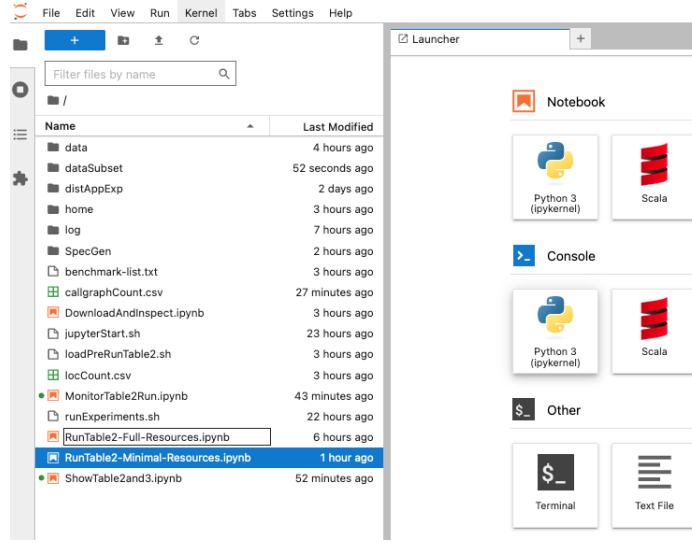 File Edit View Run Kernel Tabs Settings Help
+
Filter files by name
/
Name Last Modified
data 4 hours ago
dataSubset 52 seconds ago
distAppExp 2 days ago
home 3 hours ago
log 7 hours ago
SpecGen 2 hours ago
benchmark-list.txt 3 hours ago
callgraphCount.csv 27 minutes ago
DownloadAndInspect.ipynb 3 hours ago
jupyterStart.sh 23 hours ago
loadPreRunTable2.sh 3 hours ago
locCount.csv 3 hours ago
MonitorTable2Run.ipynb 43 minutes ago
runExperiments.sh 22 hours ago
RunTable2-Full-Resources.ipynb 6 hours ago
RunTable2-Minimal-Resources.ipynb 1 hour ago
ShowTable2and3.ipynb 52 minutes ago
Launcher +
Notebook
Python 3 Scala
(ipykernel)
Console
Python 3 Scala
(ipykernel)
$_ Other
$_
Terminal Text File